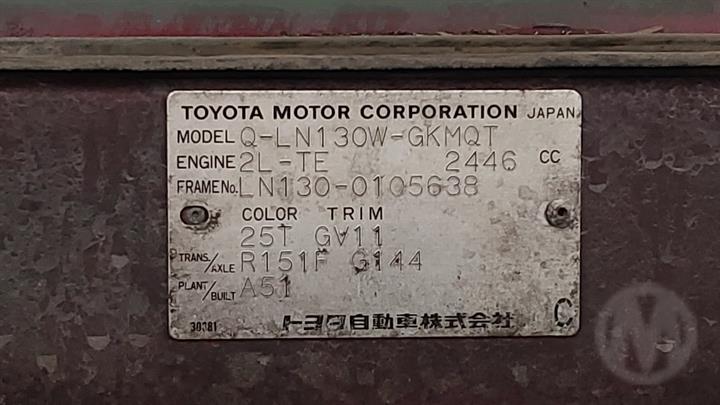 TOYOTA MOTOR CORPORATION JAPAN
MODEL Q-LN130W-GKMQT
ENGINE 2L-TE 2446 CC
FRAME No. LN130-0105638
COLOR TRIM
25T GV11
TRANS./AXLE R151F G144
PLANT/BUILT A51
30381 トヨタ自動車株式会社 C
M